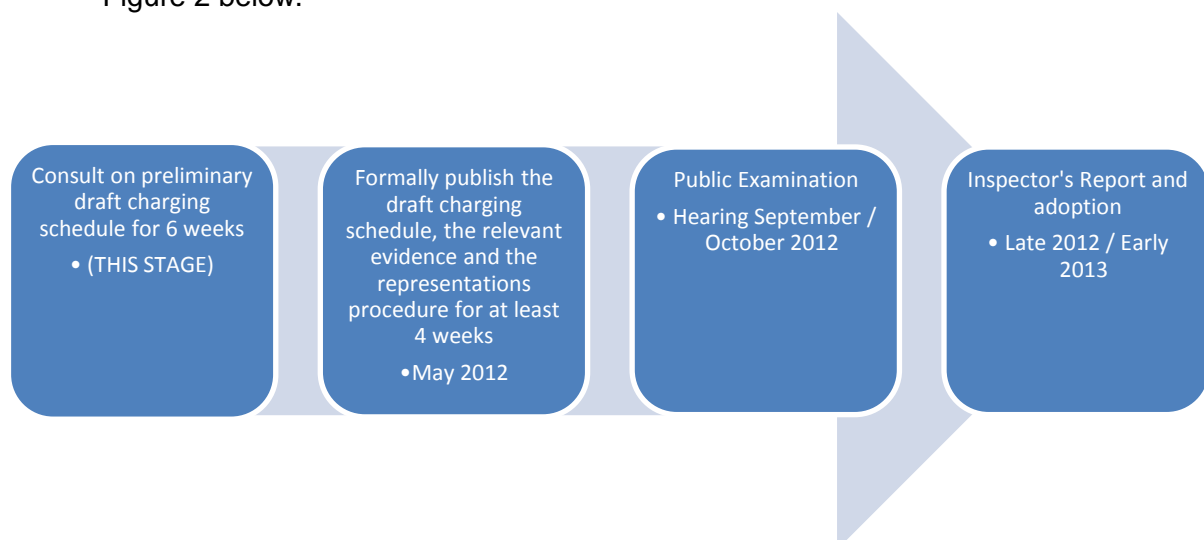 Figure 2 below.
Consult on preliminary
draft charging
schedule for 6 weeks
• (THIS STAGE)
Formally publish the
draft charging
schedule, the relevant
evidence and the
representations
procedure for at least
4 weeks
•May 2012
Public Examination
• Hearing September /
October 2012
Inspector's Report and
adoption
• Late 2012 / Early
2013